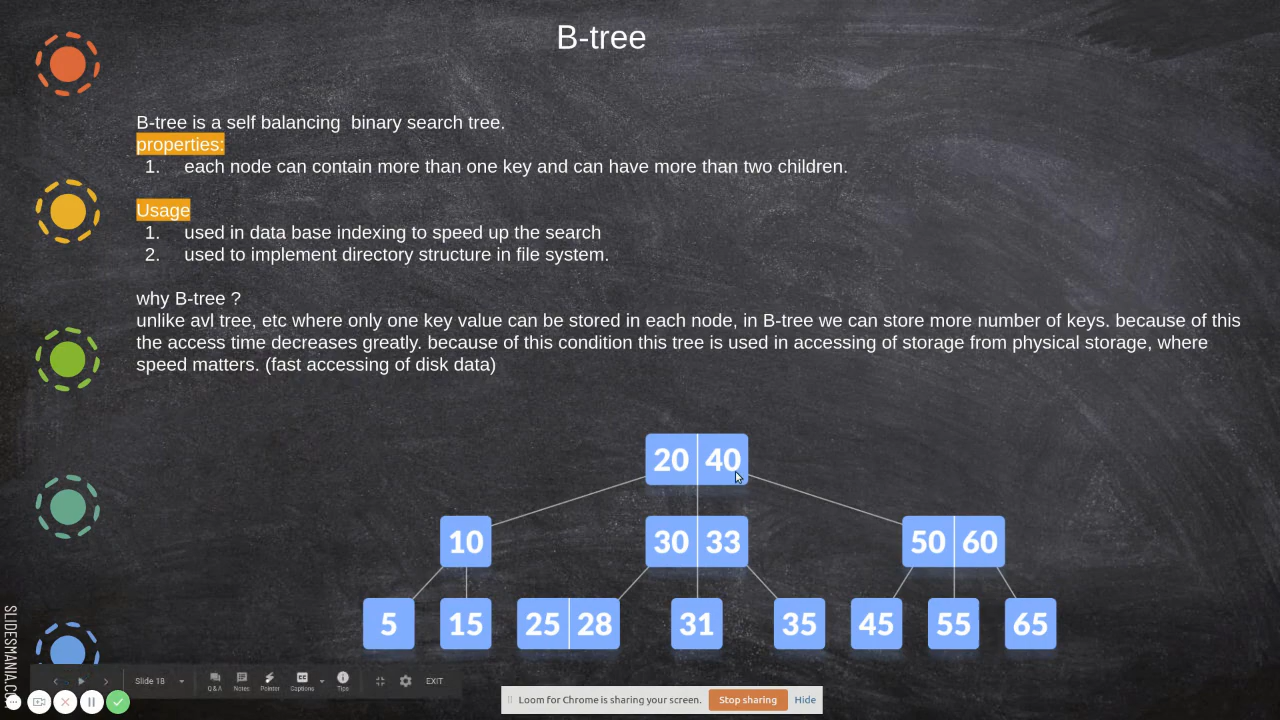 B-tree
B-tree is a self balancing  binary search tree.
properties:
1. each node can contain more than one key and can have more than two children.
Usage
1. used in data base indexing to speed up the search
2. used to implement directory structure in file system.
why B-tree ?
unlike avl tree, etc where only one key value can be stored in each node, in B-tree we can store more number of keys. because of this
the access time decreases greatly. because of this condition this tree is used in accessing of storage from physical storage, where
speed matters. (fast accessing of disk data)
20 40
10 30 33 50 60
5 15 25 28 31 35 45 55 65
SLIDESMANIA.CO
Slide 18 Q&A Notes Pointer Captions Tips EXIT
Loom for Chrome is sharing your screen. Stop sharing Hide